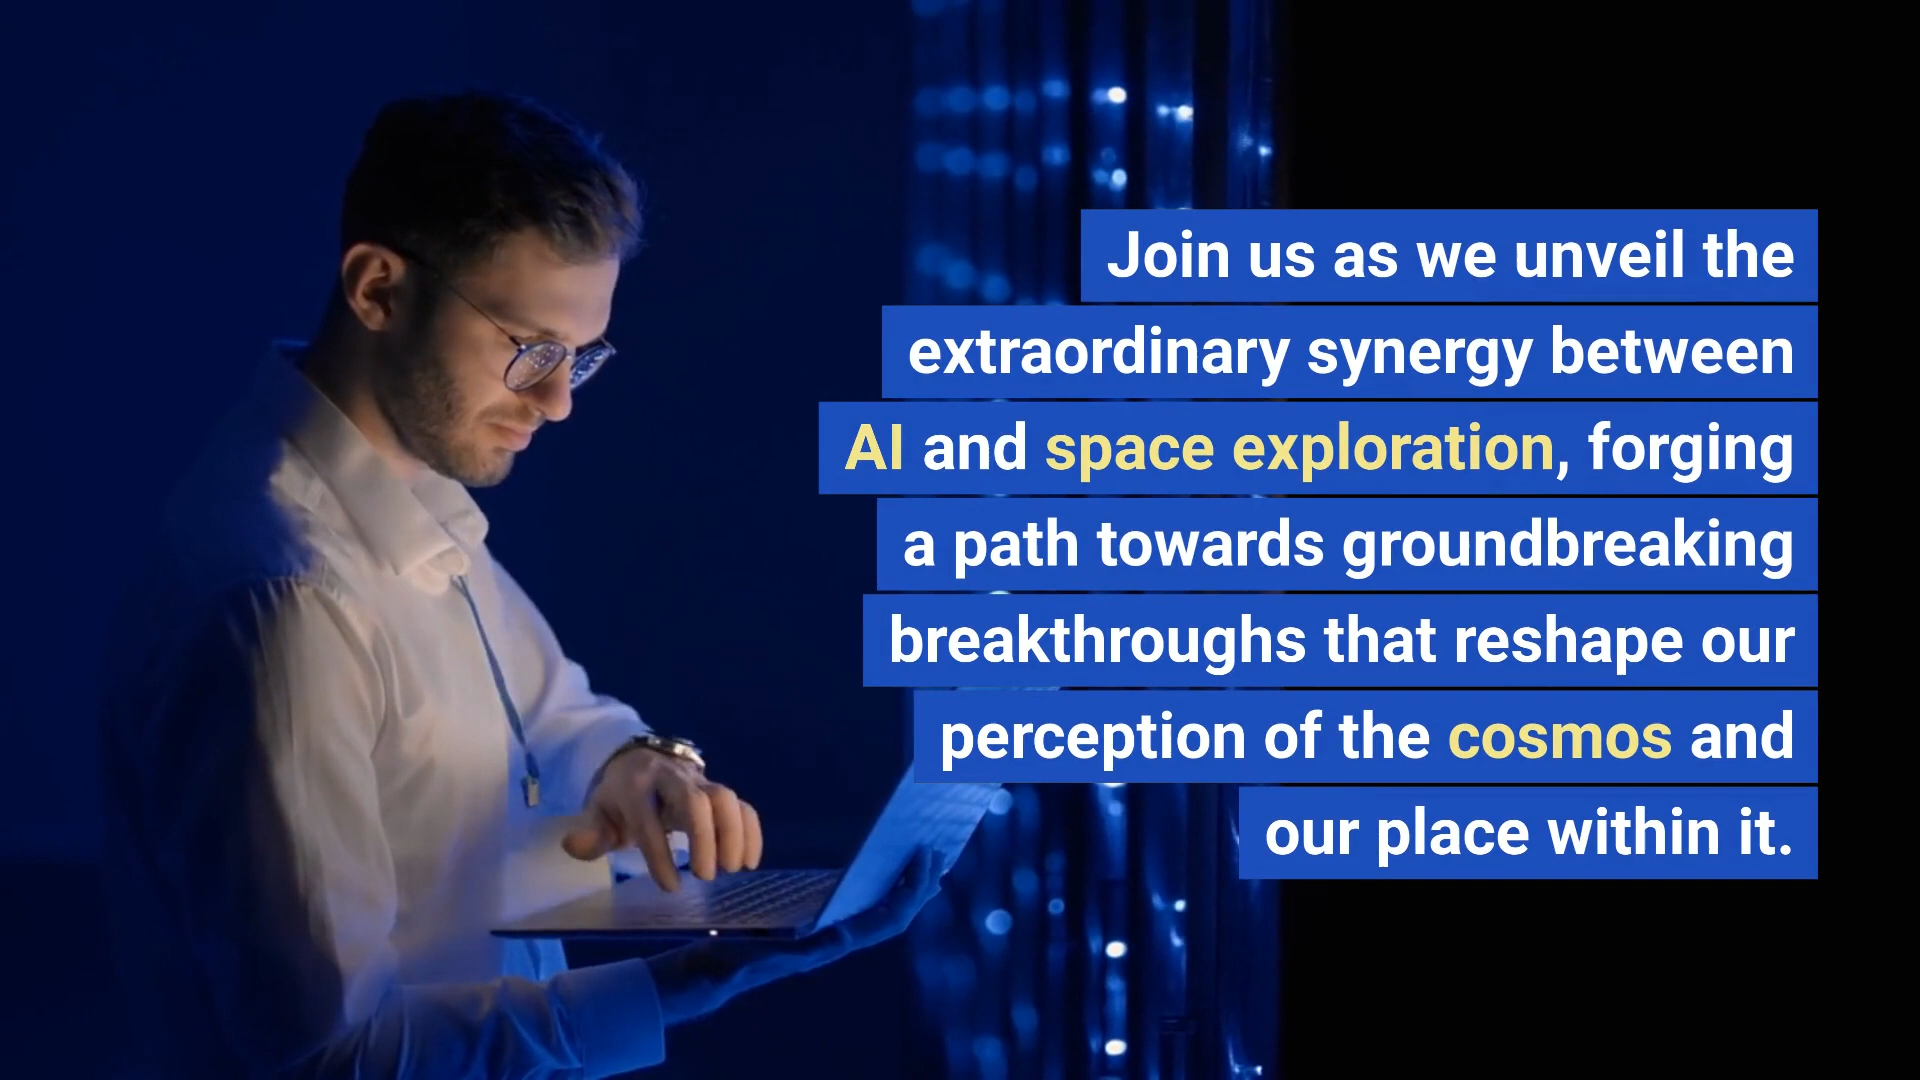 Join us as we unveil the
extraordinary synergy between
AI and space exploration, forging
a path towards groundbreaking
breakthroughs that reshape our
perception of the cosmos and
our place within it.